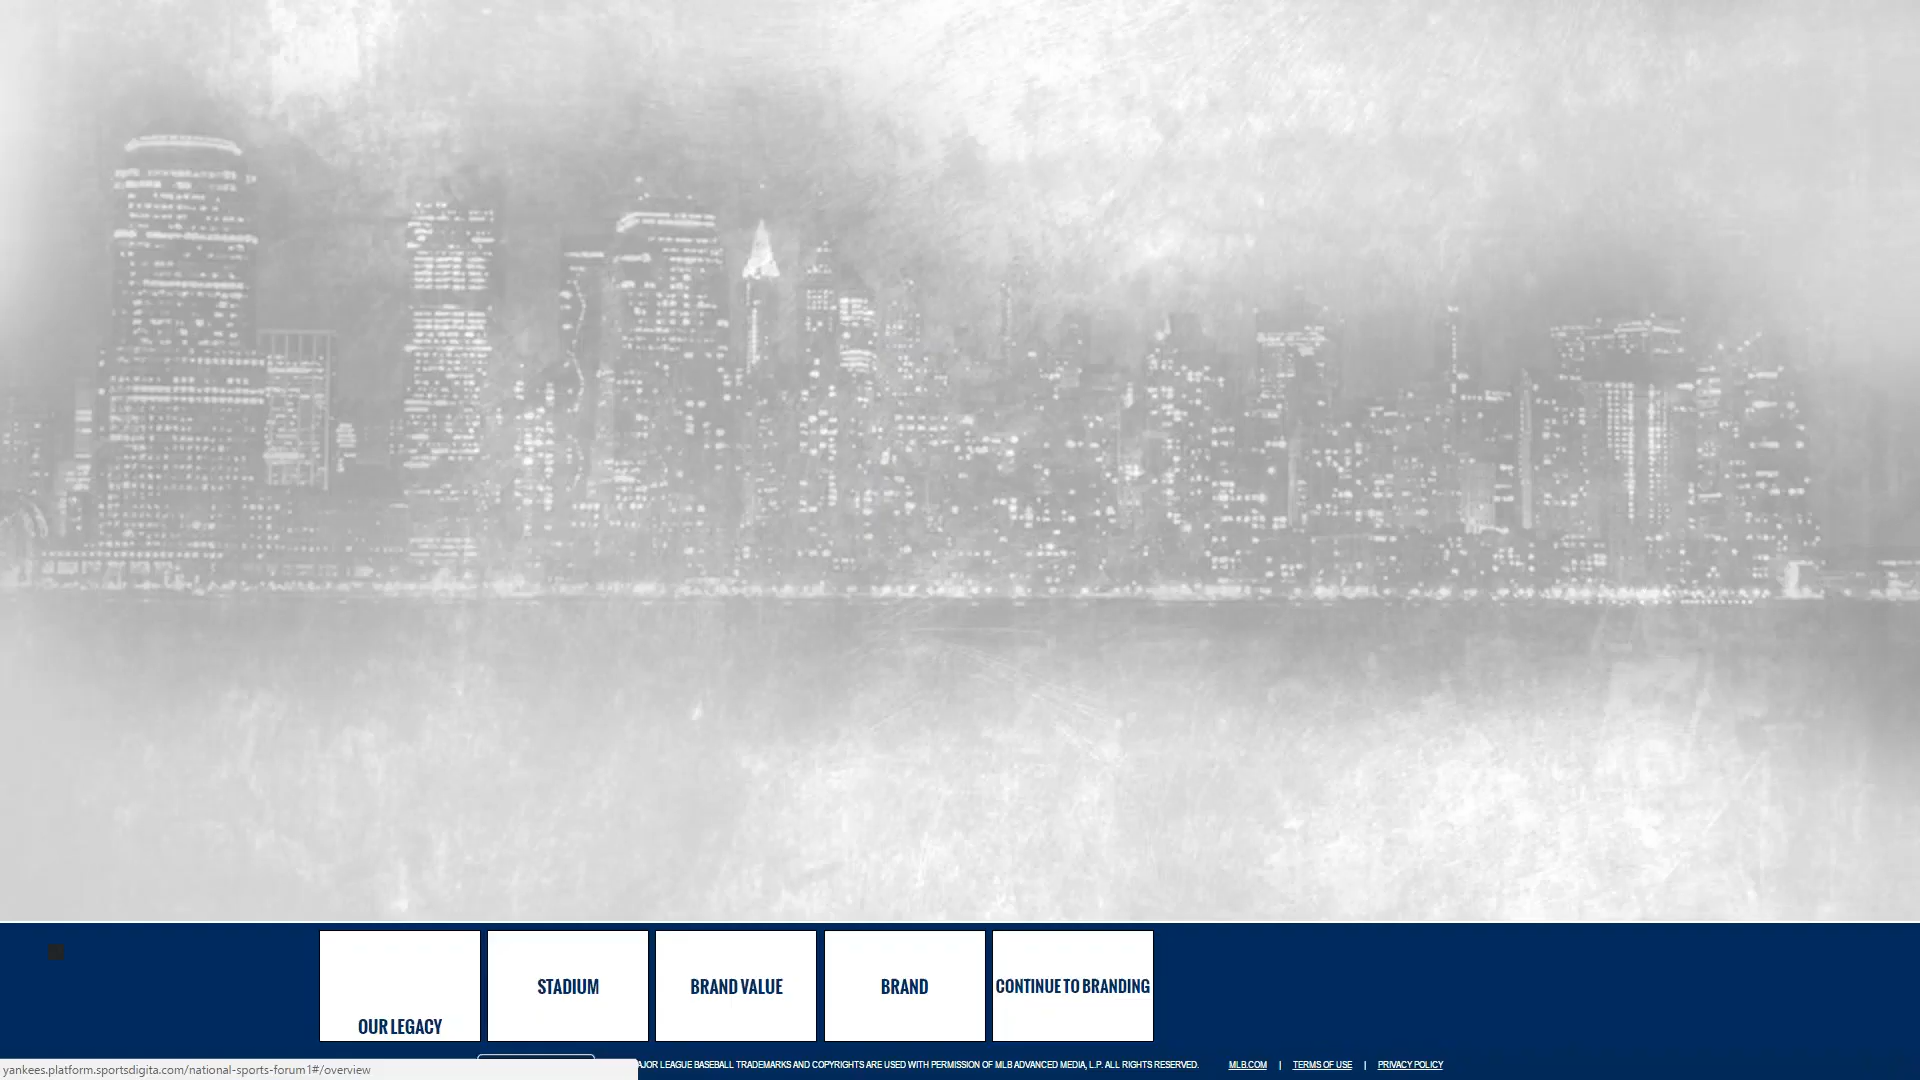 OUR LEGACY
STADIUM
BRAND VALUE
BRAND
CONTINUE TO BRANDING
LEAGUE BASEBALL TRADEMARKS AND COPYRIGHTS ARE USED WITH PERMISSION OF MLB ADVANCED MEDIA, L.P. ALL RIGHTS RESERVED. MLB.COM | TERMS OF USE | PRIVACY POLICY
yankees.platform.sportsdigita.com/national-sports-forum1#/overview